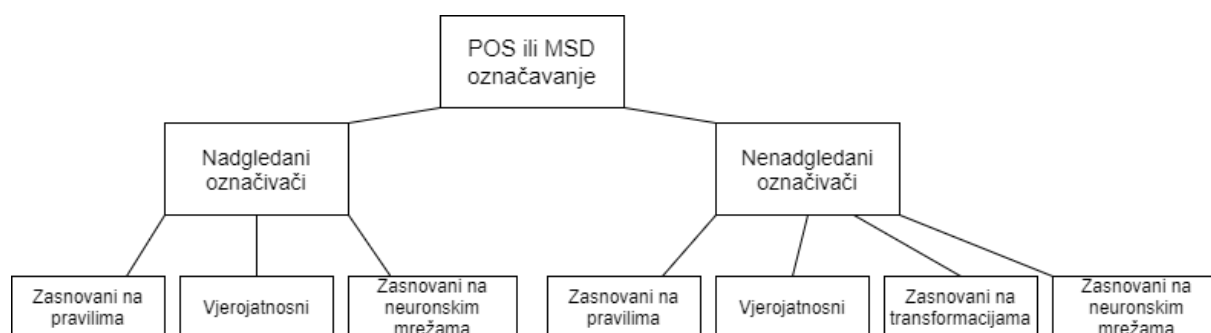 POS ili MSD
označavanje
Nadgledani
označivači
Nenadgledani
označivači
Zasnovani na
pravilima
Vjerojatnosni
Zasnovani na
neuronskim
mrežama
Zasnovani na
pravilima
Vjerojatnosni
Zasnovani na
transformacijama
Zasnovani na
neuronskim
mrežama